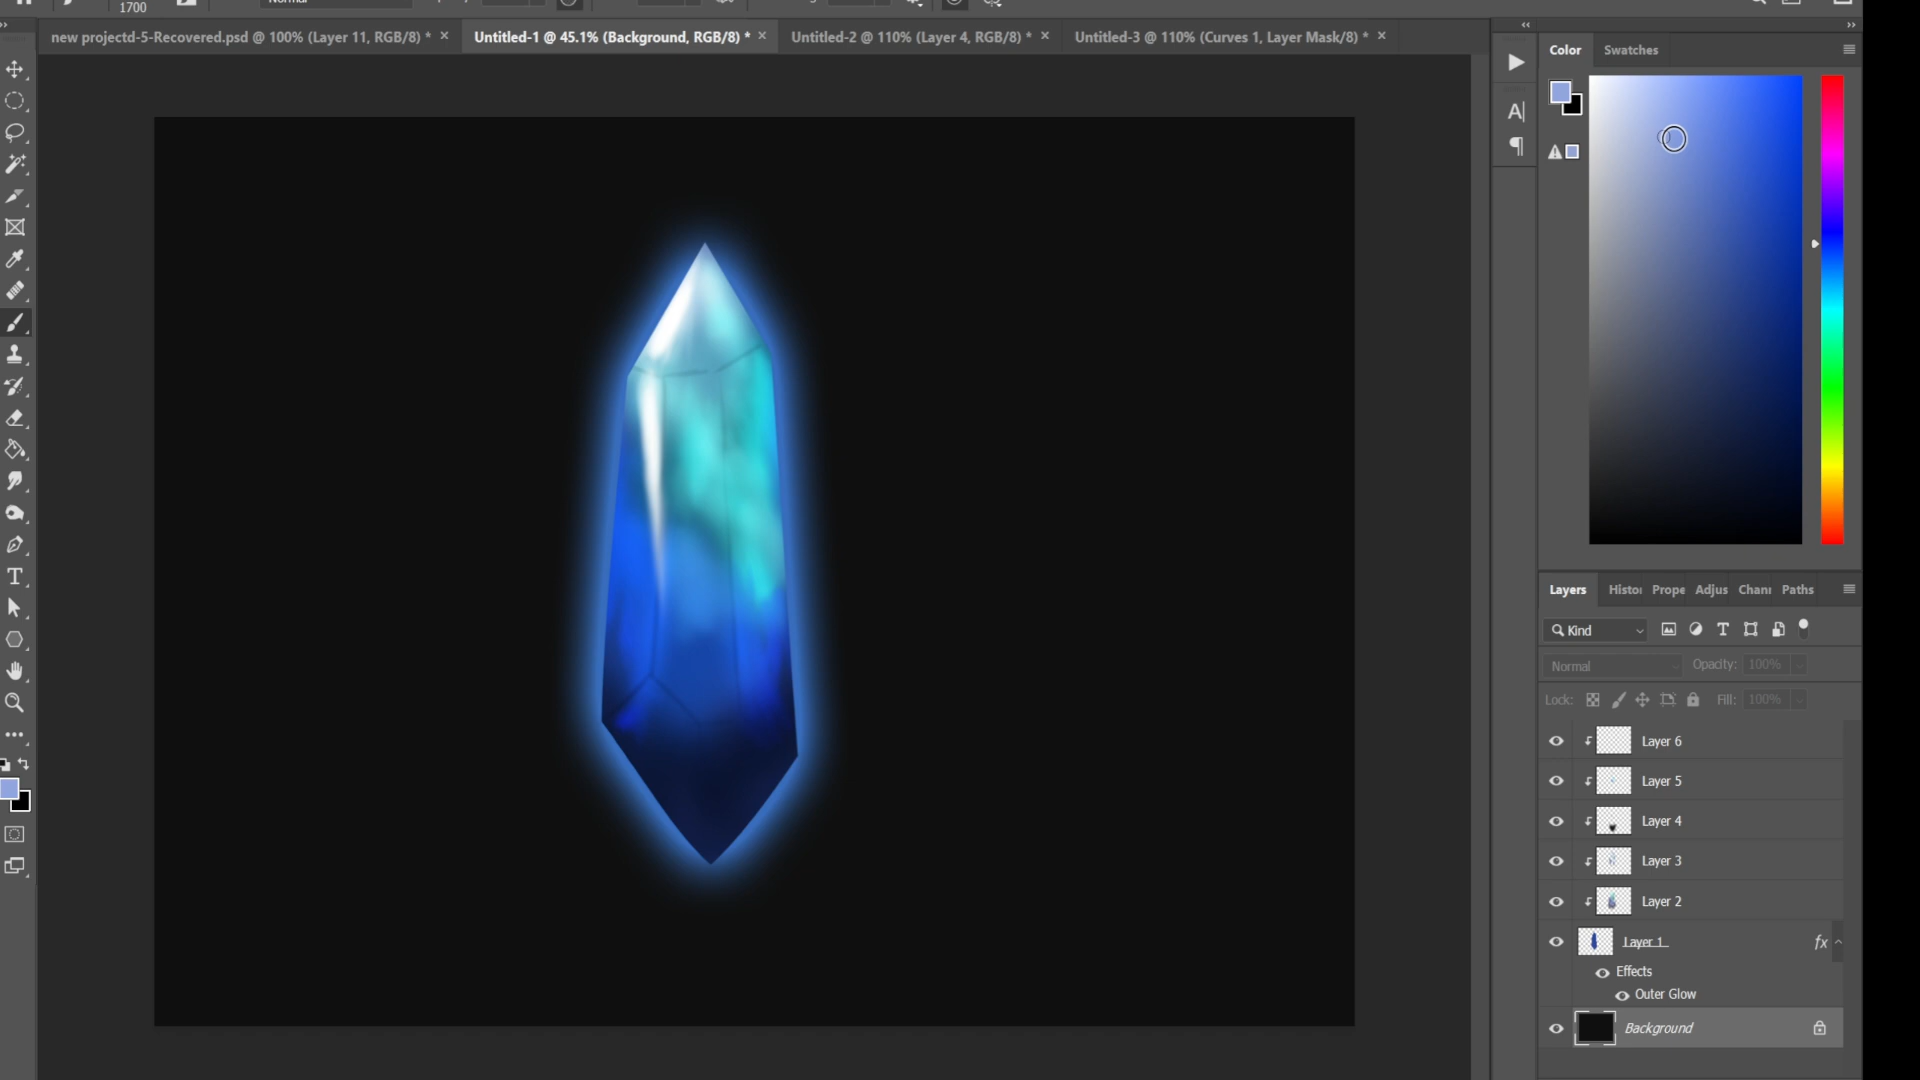 1700
new projectd-5-Recovered.psd @ 100% (Layer 11, RGB/8) *
Untitled-1 @ 45.1% (Background, RGB/8) *
Untitled-2 @ 110% (Layer 4, RGB/8) *
Untitled-3 @ 110% (Curves 1, Layer Mask/8) *
Color
Swatches
Layers
Histor
Prope
Adjus
Chann
Paths
Kind
Normal
Opacity: 100%
Lock:
Fill: 100%
Layer 6
Layer 5
Layer 4
Layer 3
Layer 2
Layer 1
fx
Effects
Outer Glow
Background